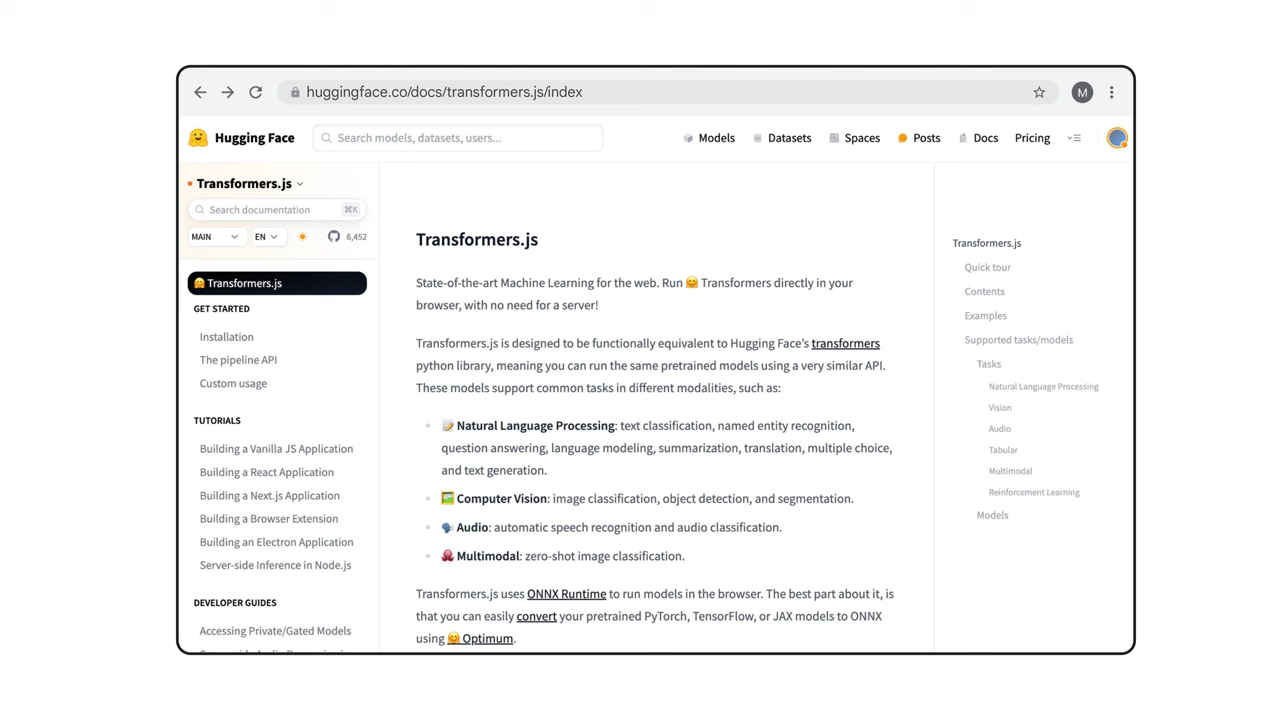 huggingface.co/docs/transformers.js/index
M
Hugging Face
Search models, datasets, users...
Models
Datasets
Spaces
Posts
Docs
Pricing
Transformers.js
Search documentation
⌘K
MAIN
EN
6,452
🤗 Transformers.js
GET STARTED
Installation
The pipeline API
Custom usage
TUTORIALS
Building a Vanilla JS Application
Building a React Application
Building a Next.js Application
Building a Browser Extension
Building an Electron Application
Server-side Inference in Node.js
DEVELOPER GUIDES
Accessing Private/Gated Models
Transformers.js
State-of-the-art Machine Learning for the web. Run 🤗 Transformers directly in your
browser, with no need for a server!
Transformers.js is designed to be functionally equivalent to Hugging Face's transformers
python library, meaning you can run the same pretrained models using a very similar API.
These models support common tasks in different modalities, such as:
📝 Natural Language Processing: text classification, named entity recognition,
question answering, language modeling, summarization, translation, multiple choice,
and text generation.
🖼️ Computer Vision: image classification, object detection, and segmentation.
🗣️ Audio: automatic speech recognition and audio classification.
🐙 Multimodal: zero-shot image classification.
Transformers.js uses ONNX Runtime to run models in the browser. The best part about it, is
that you can easily convert your pretrained PyTorch, TensorFlow, or JAX models to ONNX
using 🤗 Optimum.
Transformers.js
Quick tour
Contents
Examples
Supported tasks/models
Tasks
Natural Language Processing
Vision
Audio
Tabular
Multimodal
Reinforcement Learning
Models